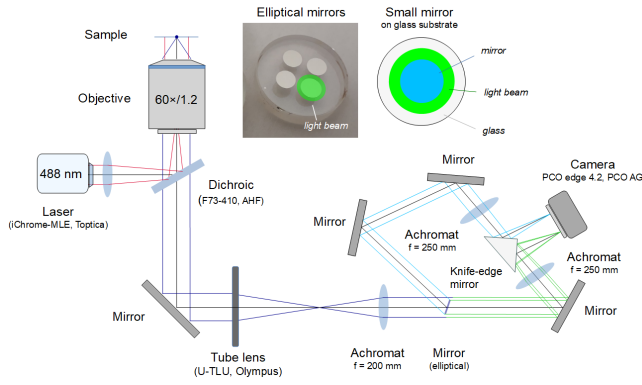 Elliptical mirrors
Small mirror
on glass substrate
Sample
mirror
Objective
60×/1.2
light beam
light beam
glass
488 nm
Mirror
Camera
PCO edge 4.2, PCO AG
Dichroic
(F73-410, AHF)
Laser
(iChrome-MLE, Toptica)
Mirror
Achromat
f = 250 mm
Knife-edge
mirror
Achromat
f = 250 mm
Mirror
Mirror
Tube lens
(U-TLU, Olympus)
Achromat
f = 200 mm
Mirror
(elliptical)